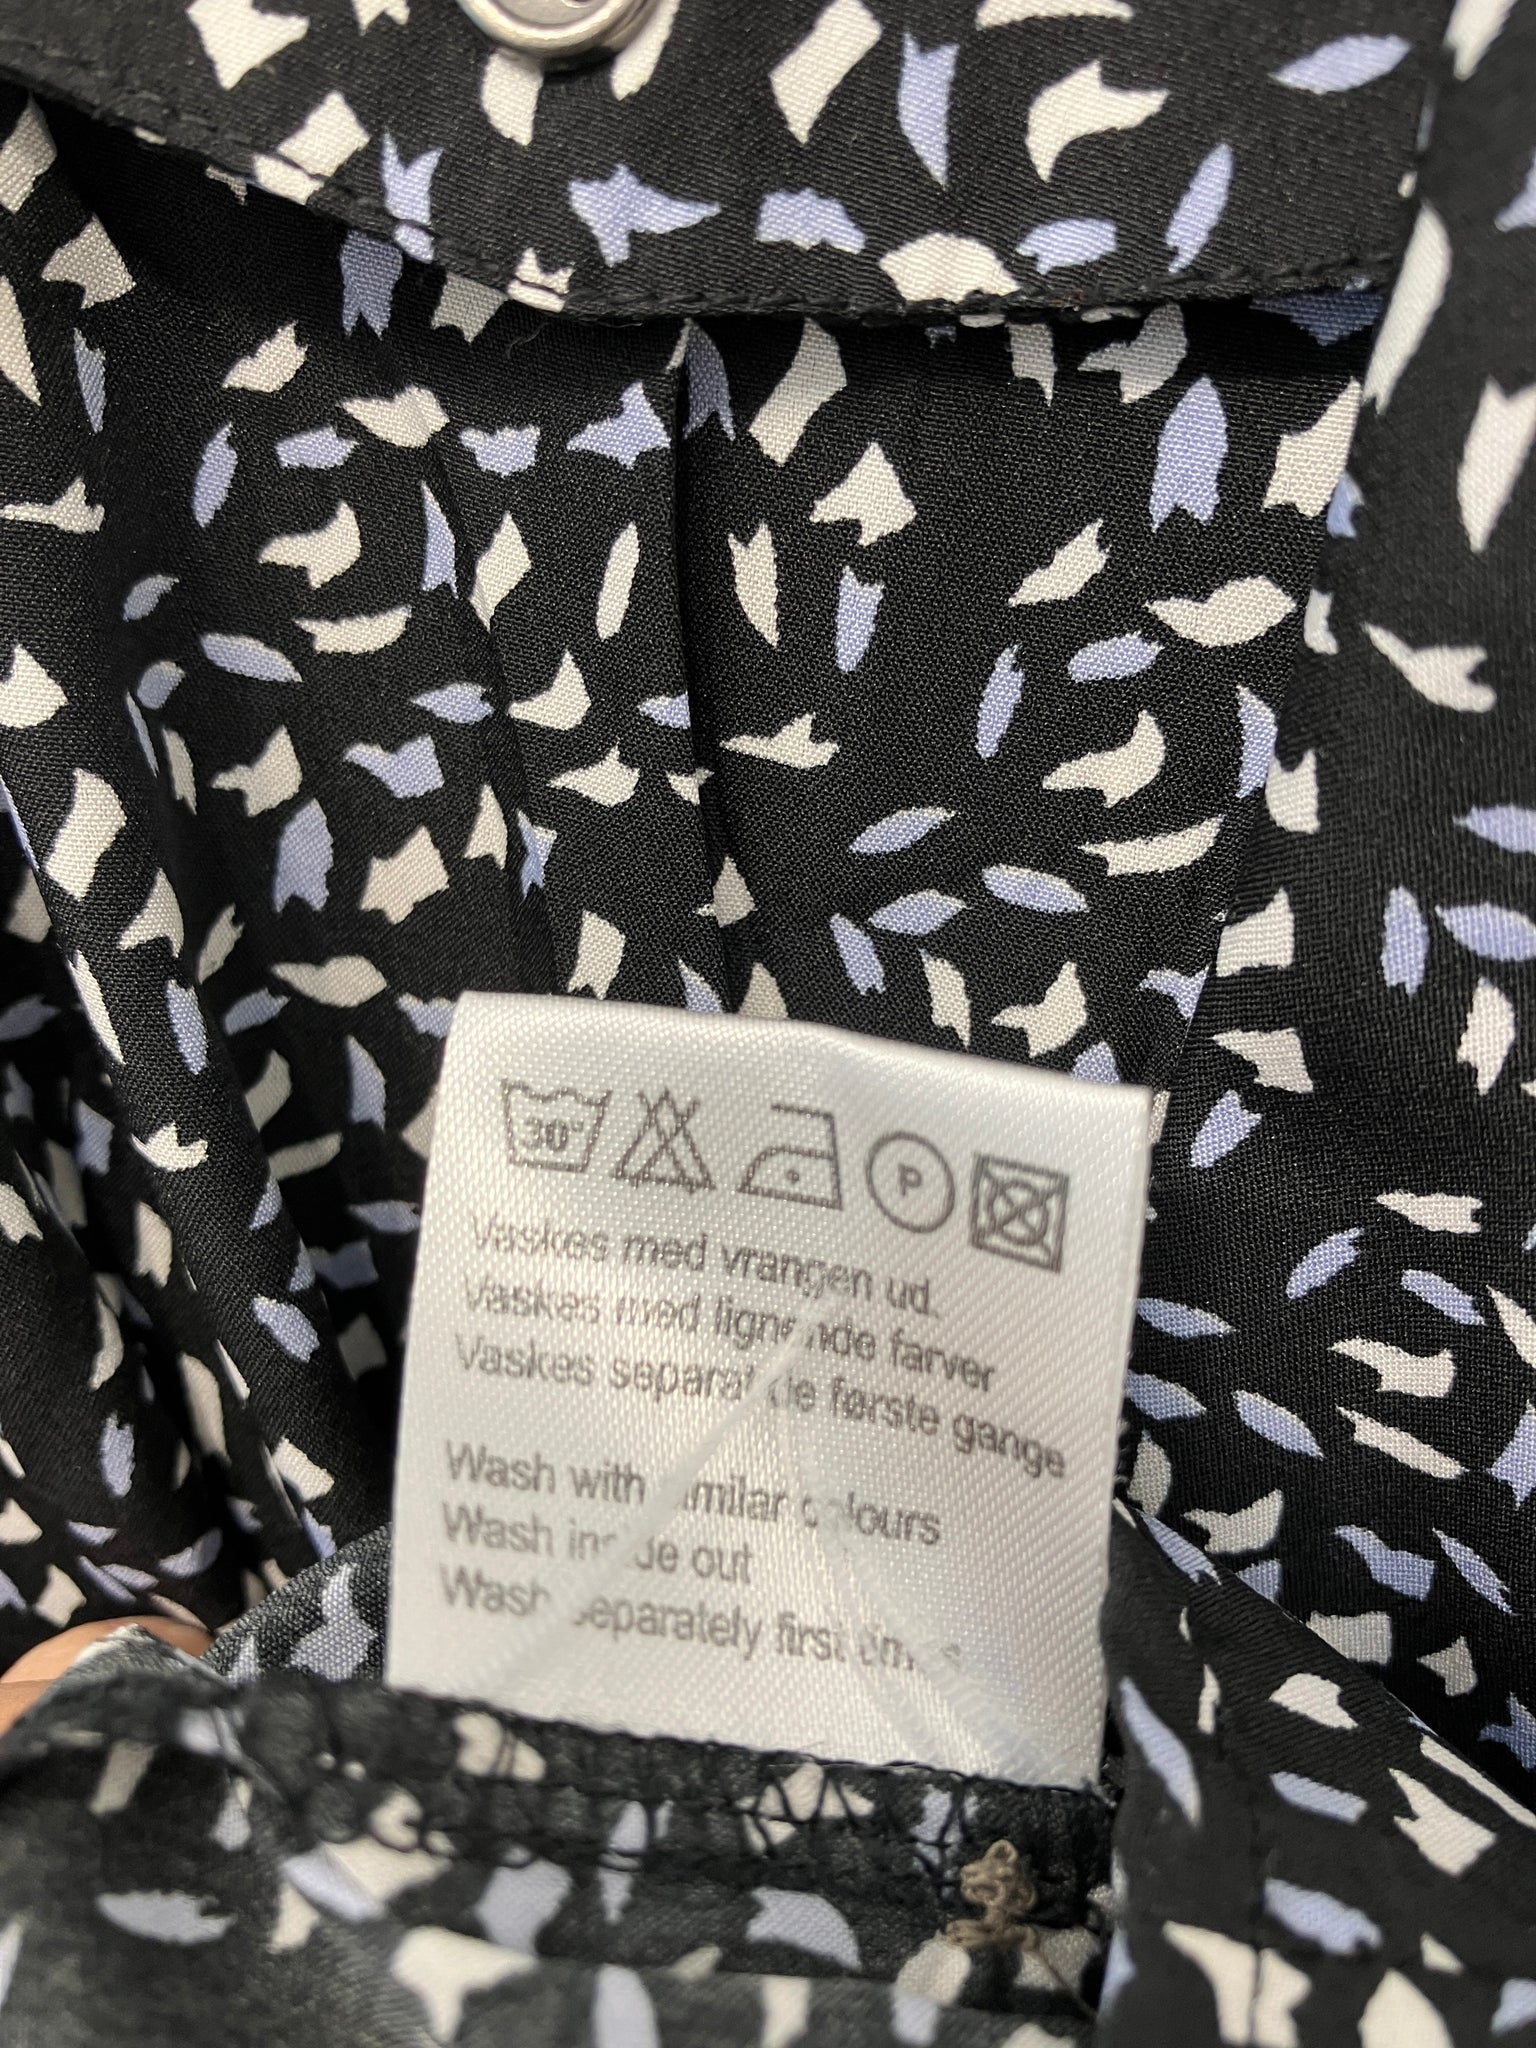 30°
P
Vaskes med vrangen ud.
Vaskes med lignende farver
Vaskes separat de første gange
Wash with similar colours
Wash inside out
Wash separately first